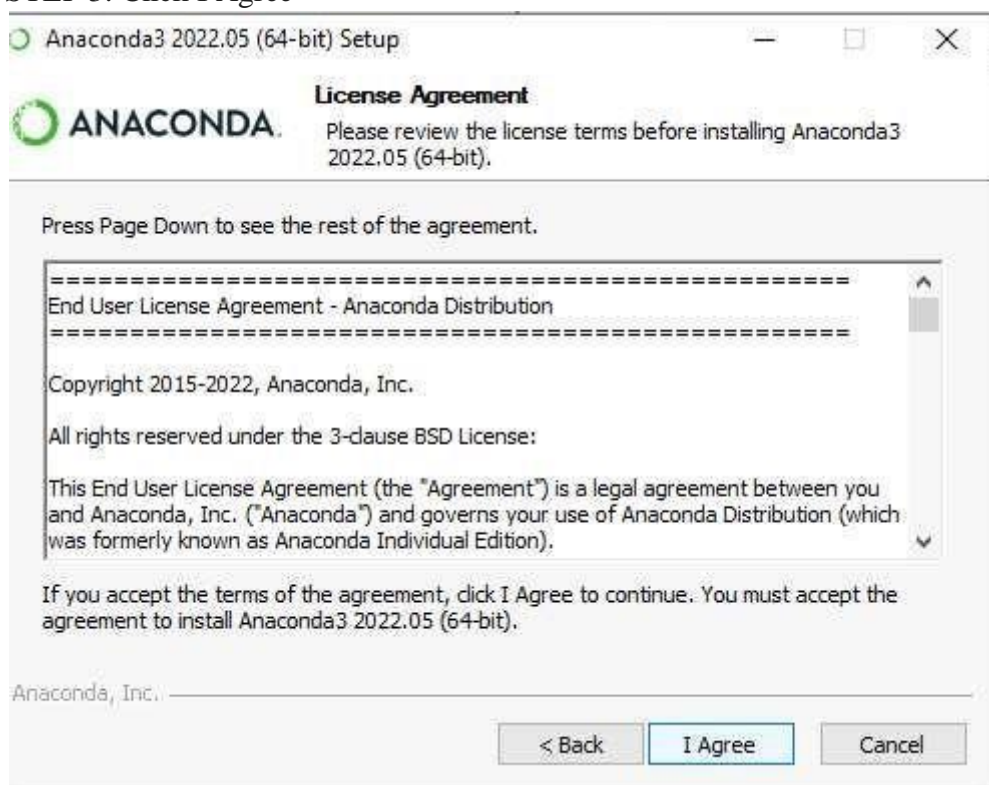 Anaconda3 2022.05 (64-bit) Setup
ANACONDA.
License Agreement
Please review the license terms before installing Anaconda3
2022.05 (64-bit).
Press Page Down to see the rest of the agreement.
==================================================
End User License Agreement - Anaconda Distribution
==================================================
Copyright 2015-2022, Anaconda, Inc.
All rights reserved under the 3-clause BSD License:
This End User License Agreement (the "Agreement") is a legal agreement between you
and Anaconda, Inc. ("Anaconda") and governs your use of Anaconda Distribution (which
was formerly known as Anaconda Individual Edition).
If you accept the terms of the agreement, click I Agree to continue. You must accept the
agreement to install Anaconda3 2022.05 (64-bit).
Anaconda, Inc.
< Back I Agree Cancel